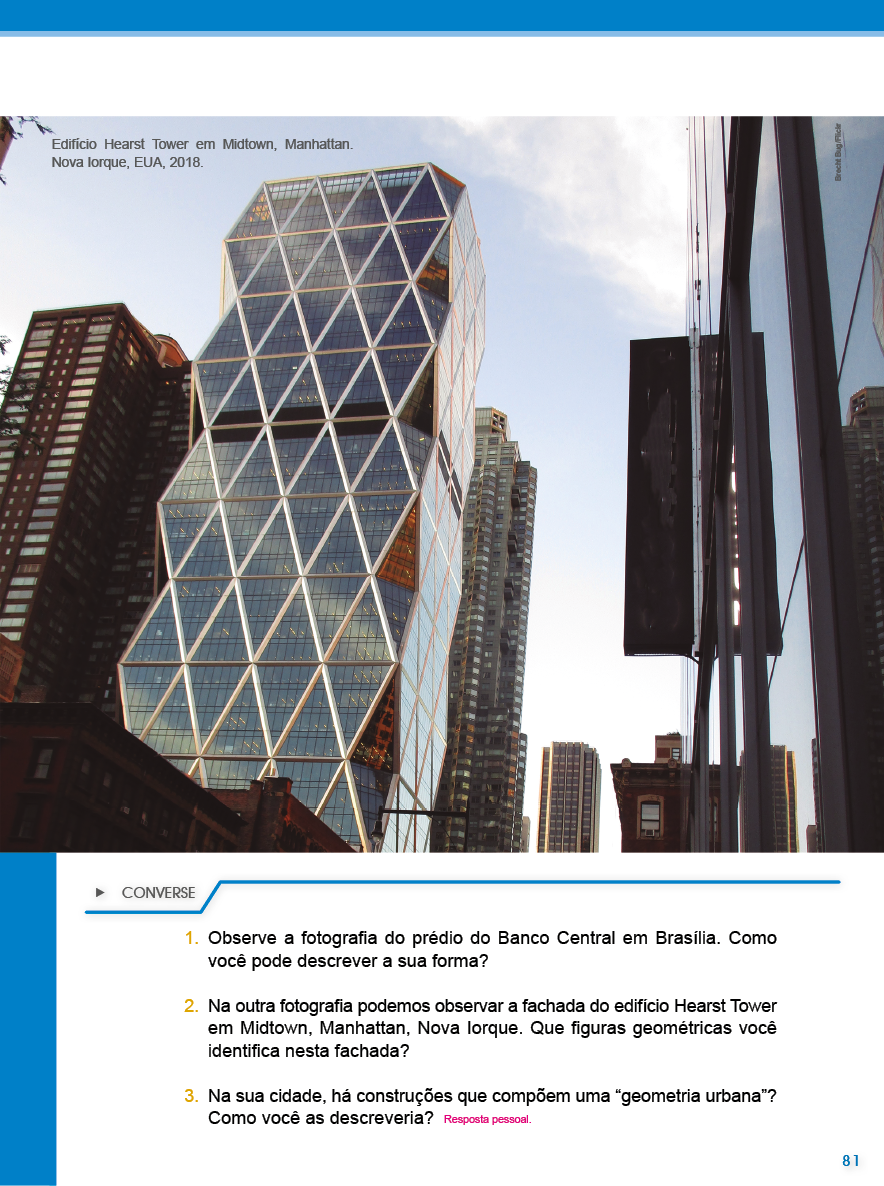 Edifício Hearst Tower em Midtown, Manhattan.
Nova Iorque, EUA, 2018.
Brecht Bug/Flickr
CONVERSE
1. Observe a fotografia do prédio do Banco Central em Brasília. Como
você pode descrever a sua forma?
2. Na outra fotografia podemos observar a fachada do edifício Hearst Tower
em Midtown, Manhattan, Nova Iorque. Que figuras geométricas você
identifica nesta fachada?
3. Na sua cidade, há construções que compõem uma “geometria urbana”?
Como você as descreveria? Resposta pessoal.
81